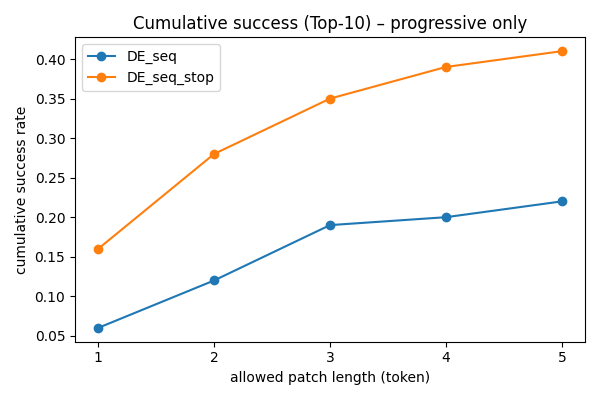 Cumulative success (Top-10) – progressive only
DE_seq
DE_seq_stop
cumulative success rate
0.40
0.35
0.30
0.25
0.20
0.15
0.10
0.05
1 2 3 4 5
allowed patch length (token)